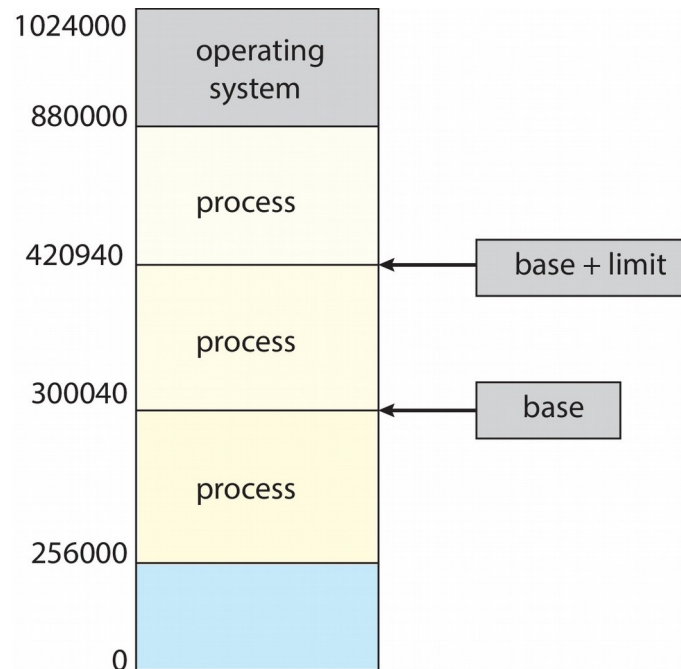 1024000
operating
system
880000
process
420940
base + limit
process
300040
base
process
256000
0